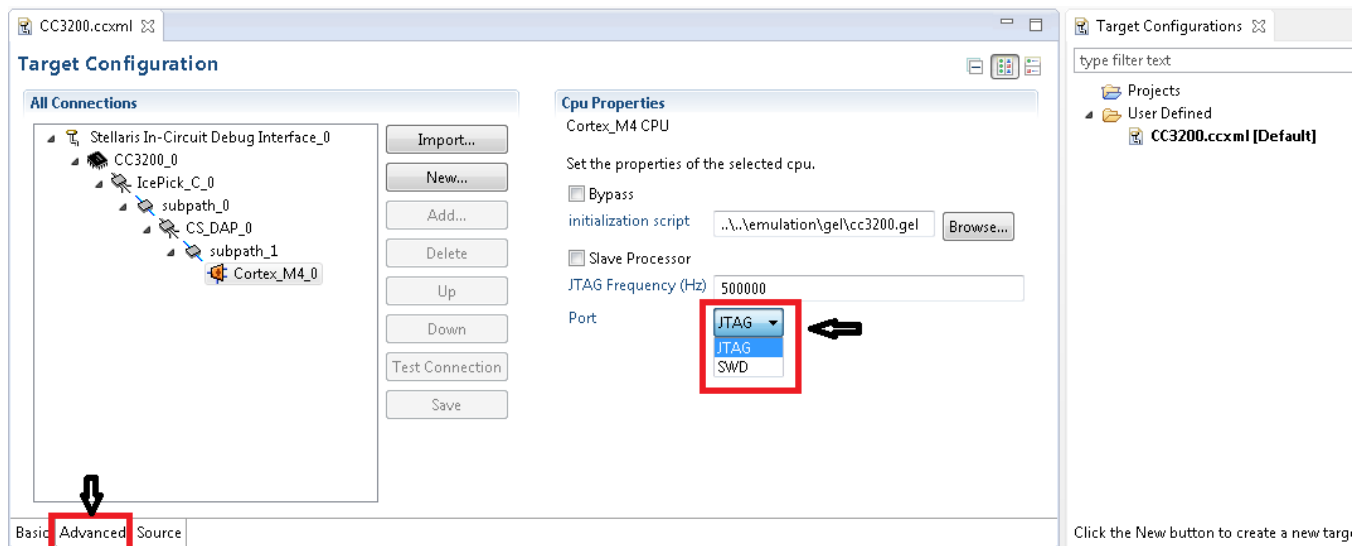 CC3200.ccxml
Target Configuration
All Connections
Stellaris In-Circuit Debug Interface_0
CC3200_0
IcePick_C_0
subpath_0
CS_DAP_0
subpath_1
Cortex_M4_0
Import...
New...
Add...
Delete
Up
Down
Test Connection
Save
Cpu Properties
Cortex_M4 CPU
Set the properties of the selected cpu.
Bypass
initialization script ..\..\emulation\gel\cc3200.gel Browse...
Slave Processor
JTAG Frequency (Hz) 500000
Port JTAG
JTAG
SWD
Basic Advanced Source
Target Configurations
type filter text
Projects
User Defined
CC3200.ccxml [Default]
Click the New button to create a new targe